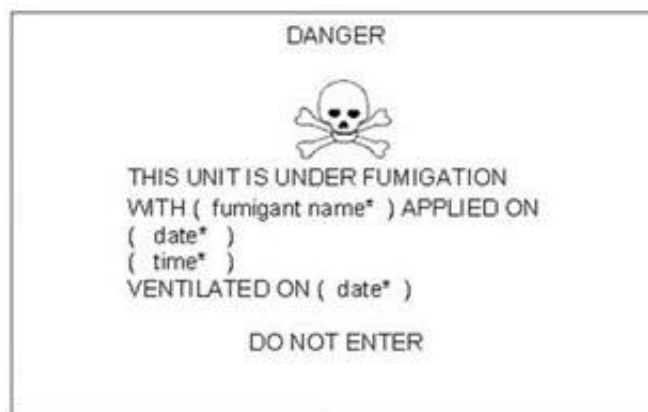 DANGER
THIS UNIT IS UNDER FUMIGATION
WITH ( fumigant name* ) APPLIED ON
( date* )
( time* )
VENTILATED ON ( date* )
DO NOT ENTER